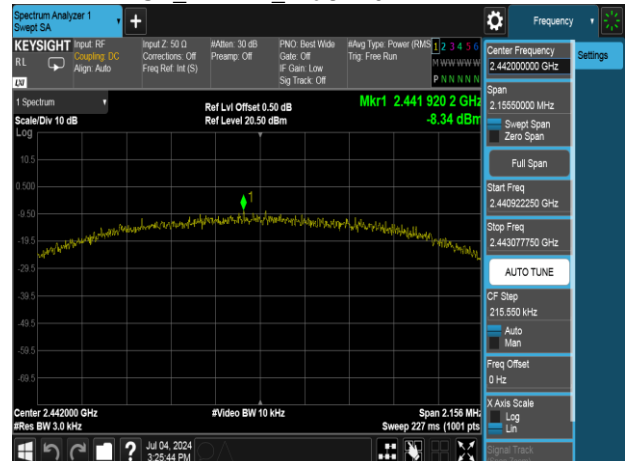 Spectrum Analyzer 1
Swept SA
Frequency
KEYSIGHT
RL
Input: RF
Coupling: DC
Align: Auto
Input Z: 50 Ω
Corrections: Off
Freq Ref: Int (S)
#Atten: 30 dB
Preamp: Off
PNO: Best Wide
Gate: Off
IF Gain: Low
Sig Track: Off
#Avg Type: Power (RMS
Trig: Free Run
1 2 3 4 5 6
M W W W W W
P N N N N N
LXI
1 Spectrum
Scale/Div 10 dB
Log
Ref Lvl Offset 0.50 dB
Ref Level 20.50 dBm
Mkr1 2.441 920 2 GHz
-8.34 dBm
10.5
0.500
-9.50
-19.5
-29.5
-39.5
-49.5
-59.5
-69.5
1
Center 2.442000 GHz
#Res BW 3.0 kHz
#Video BW 10 kHz
Span 2.156 MHz
Sweep 227 ms (1001 pts
Jul 04, 2024
3:25:44 PM
?
Center Frequency
2.442000000 GHz
Settings
Span
2.15550000 MHz
Swept Span
Zero Span
Full Span
Start Freq
2.440922250 GHz
Stop Freq
2.443077750 GHz
AUTO TUNE
CF Step
215.550 kHz
Auto
Man
Freq Offset
0 Hz
X Axis Scale
Log
Lin
Signal Track